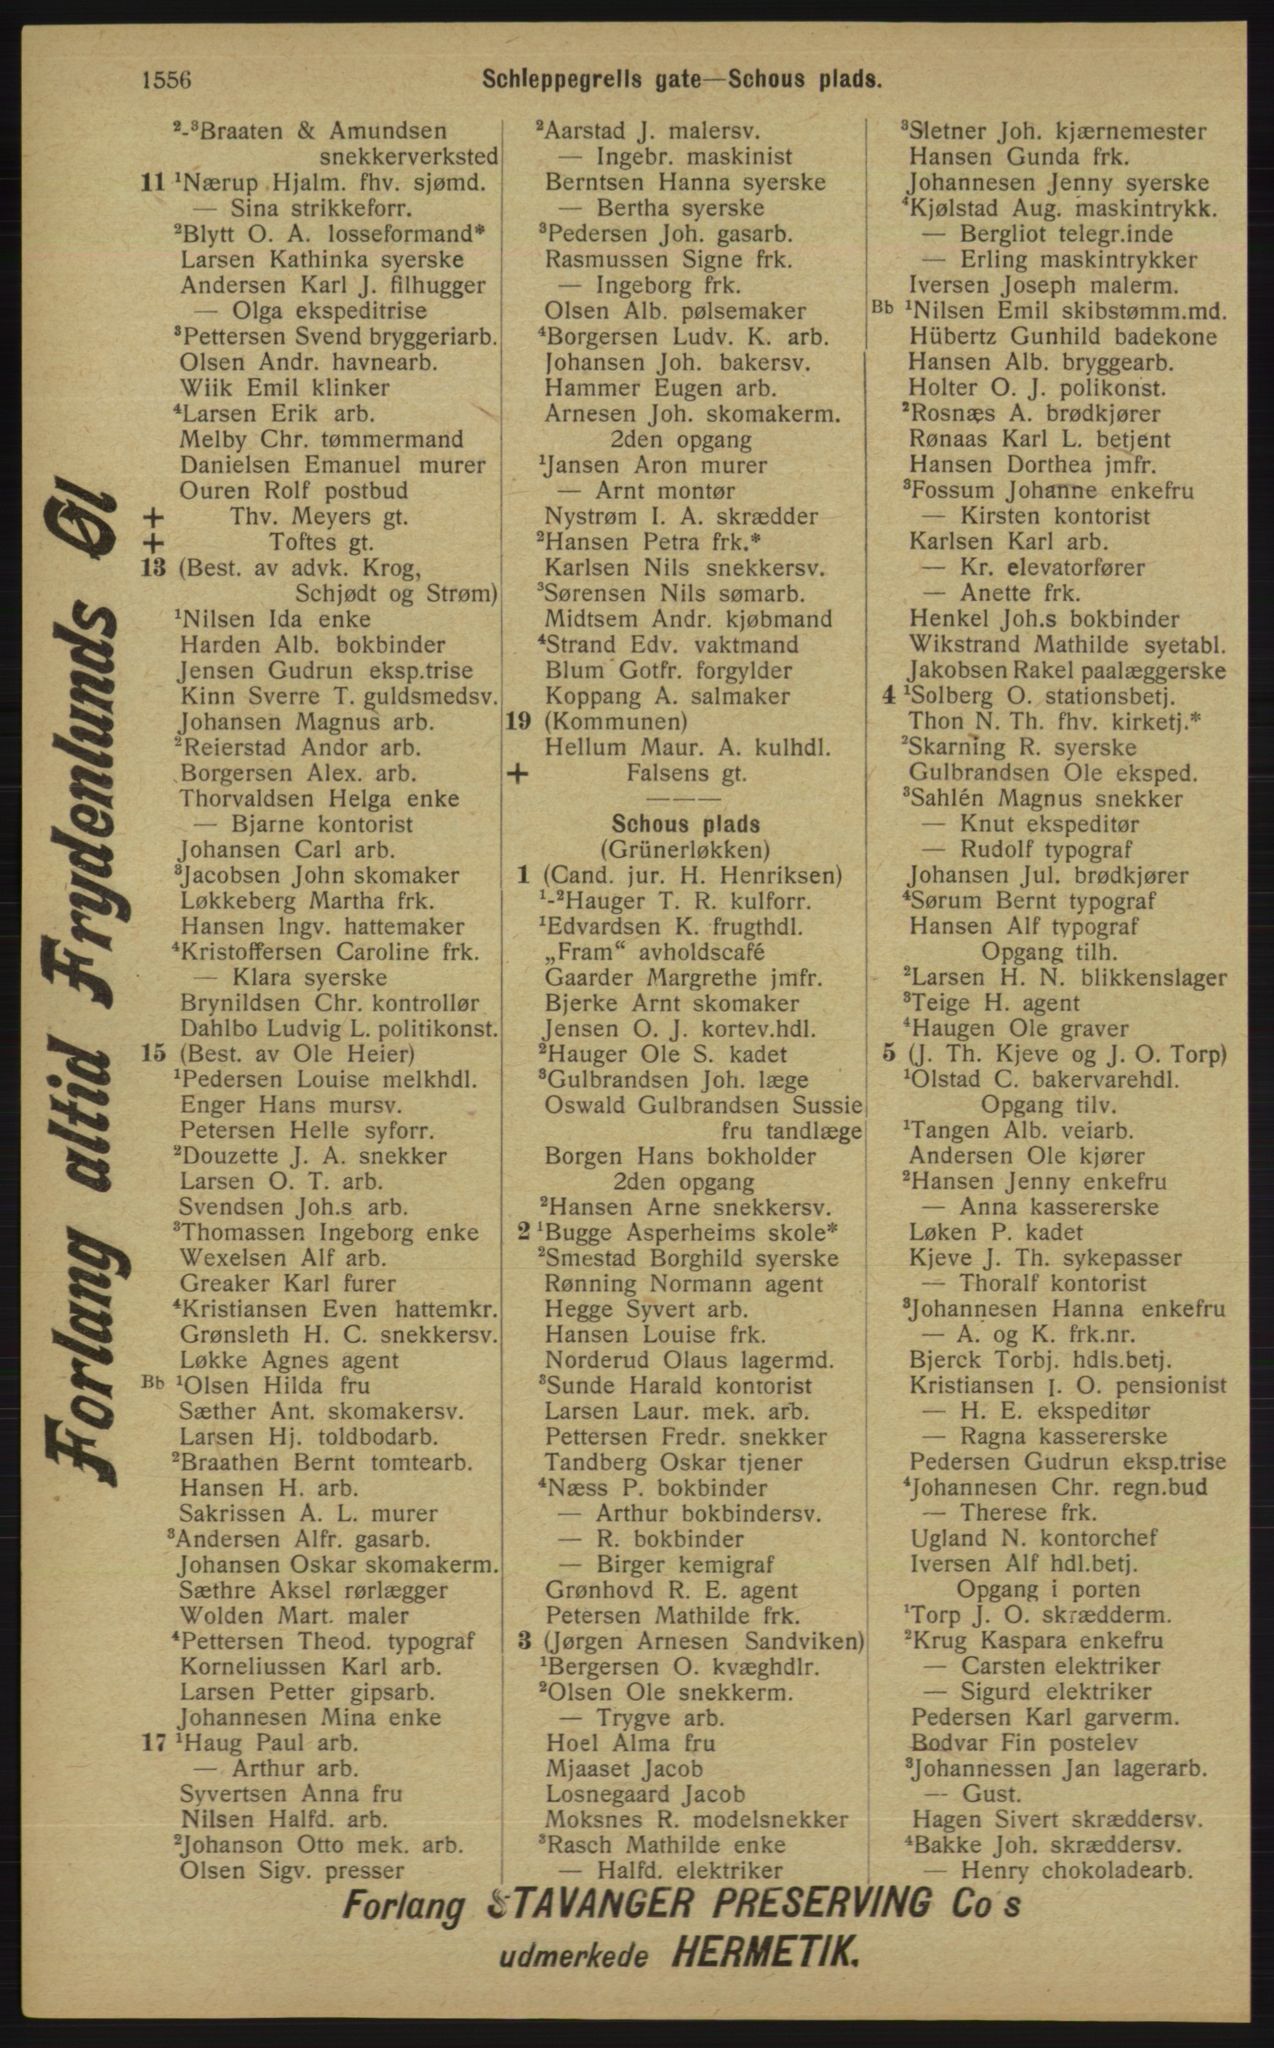 1556
Schleppegrells gate—Schous plads.
²-³Braaten & Amundsen
snekkerverksted
11 ¹Nærup Hjalm. fhv. sjømd.
— Sina strikkeforr.
²Blytt O. A. losseformand*
Larsen Kathinka syerske
Andersen Karl J. filhugger
— Olga ekspeditrise
³Pettersen Svend bryggeriarb.
Olsen Andr. havnearb.
Wiik Emil klinker
⁴Larsen Erik arb.
Melby Chr. tømmermand
Danielsen Emanuel murer
Ouren Rolf postbud
+ Thv. Meyers gt.
+ Toftes gt.
13 (Best. av advk. Krog,
Schjødt og Strøm)
¹Nilsen Ida enke
Harden Alb. bokbinder
Jensen Gudrun eksp.trise
Kinn Sverre T. guldsmedsv.
Johansen Magnus arb.
²Reierstad Andor arb.
Borgersen Alex. arb.
Thorvaldsen Helga enke
— Bjarne kontorist
Johansen Carl arb.
³Jacobsen John skomaker
Løkkeberg Martha frk.
Hansen Ingv. hattemaker
⁴Kristoffersen Caroline frk.
— Klara syerske
Brynildsen Chr. kontrollør
Dahlbo Ludvig L. politikonst.
15 (Best. av Ole Heier)
¹Pedersen Louise melkhdl.
Enger Hans mursv.
Petersen Helle syforr.
²Douzette J. A. snekker
Larsen O. T. arb.
Svendsen Joh.s arb.
³Thomassen Ingeborg enke
Wexelsen Alf arb.
Greaker Karl furer
⁴Kristiansen Even hattemkr.
Grønsleth H. C. snekkersv.
Løkke Agnes agent
Bb ¹Olsen Hilda fru
Sæther Ant. skomakersv.
Larsen Hj. toldbodarb.
²Braathen Bernt tomtearb.
Hansen H. arb.
Sakrissen A. L. murer
³Andersen Alfr. gasarb.
Johansen Oskar skomakerm.
Sæthre Aksel rørlægger
Wolden Mart. maler
⁴Pettersen Theod. typograf
Korneliussen Karl arb.
Larsen Petter gipsarb.
Johannesen Mina enke
17 ¹Haug Paul arb.
— Arthur arb.
Syvertsen Anna fru
Nilsen Halfd. arb.
²Johanson Otto mek. arb.
Olsen Sigv. presser
²Aarstad J. malersv.
— Ingebr. maskinist
Berntsen Hanna syerske
— Bertha syerske
³Pedersen Joh. gasarb.
Rasmussen Signe frk.
— Ingeborg frk.
Olsen Alb. pølsemaker
⁴Borgersen Ludv. K. arb.
Johansen Joh. bakersv.
Hammer Eugen arb.
Arnesen Joh. skomakerm.
2den opgang
¹Jansen Aron murer
— Arnt montør
Nystrøm I. A. skrædder
²Hansen Petra frk.*
Karlsen Nils snekkersv.
³Sørensen Nils sømarb.
Midtsem Andr. kjøbmand
⁴Strand Edv. vaktmand
Blum Gotfr. forgylder
Koppang A. salmaker
19 (Kommunen)
Hellum Maur. A. kulhdl.
+ Falsens gt.
———
Schous plads
(Grünerløkken)
1 (Cand. jur. H. Henriksen)
¹-²Hauger T. R. kulforr.
¹Edvardsen K. frugthdl.
„Fram“ avholdscafé
Gaarder Margrethe jmfr.
Bjerke Arnt skomaker
Jensen O. J. kortev.hdl.
²Hauger Ole S. kadet
³Gulbrandsen Joh. læge
Oswald Gulbrandsen Sussie
fru tandlæge
Borgen Hans bokholder
2den opgang
²Hansen Arne snekkersv.
2 ¹Bugge Asperheims skole*
²Smestad Borghild syerske
Rønning Normann agent
Hegge Syvert arb.
Hansen Louise frk.
Norderud Olaus lagermd.
³Sunde Harald kontorist
Larsen Laur. mek. arb.
Pettersen Fredr. snekker
Tandberg Oskar tjener
⁴Næss P. bokbinder
— Arthur bokbindersv.
— R. bokbinder
— Birger kemigraf
Grønhovd R. E. agent
Petersen Mathilde frk.
3 (Jørgen Arnesen Sandviken)
¹Bergersen O. kvæghdlr.
²Olsen Ole snekkerm.
— Trygve arb.
Hoel Alma fru
Mjaaset Jacob
Losnegaard Jacob
Moksnes R. modelsnekker
³Rasch Mathilde enke
— Halfd. elektriker
³Sletner Joh. kjærnemester
Hansen Gunda frk.
Johannesen Jenny syerske
⁴Kjølstad Aug. maskintrykk.
— Bergliot telegr.inde
— Erling maskintrykker
Iversen Joseph malerm.
Bb ¹Nilsen Emil skibstømm.md.
Hübertz Gunhild badekone
Hansen Alb. bryggearb.
Holter O. J. polikonst.
²Rosnæs A. brødkjører
Rønaas Karl L. betjent
Hansen Dorthea jmfr.
³Fossum Johanne enkefru
— Kirsten kontorist
Karlsen Karl arb.
— Kr. elevatorfører
— Anette frk.
Henkel Joh.s bokbinder
Wikstrand Mathilde syetabl.
Jakobsen Rakel paalæggerske
4 ¹Solberg O. stationsbetj.
Thon N. Th. fhv. kirketj.*
²Skarning R. syerske
Gulbrandsen Ole eksped.
³Sahlén Magnus snekker
— Knut ekspeditør
— Rudolf typograf
Johansen Jul. brødkjører
⁴Sørum Bernt typograf
Hansen Alf typograf
Opgang tilh.
²Larsen H. N. blikkenslager
³Teige H. agent
⁴Haugen Ole graver
5 (J. Th. Kjeve og J. O. Torp)
¹Olstad C. bakervarehdl.
Opgang tilv.
¹Tangen Alb. veiarb.
Andersen Ole kjører
²Hansen Jenny enkefru
— Anna kassererske
Løken P. kadet
Kjeve J. Th. sykepasser
— Thoralf kontorist
³Johannesen Hanna enkefru
— A. og K. frk.nr.
Bjerck Torbj. hdls.betj.
Kristiansen J. O. pensionist
— H. E. ekspeditør
— Ragna kassererske
Pedersen Gudrun eksp.trise
⁴Johannesen Chr. regn.bud
— Therese frk.
Ugland N. kontorchef
Iversen Alf hdl.betj.
Opgang i porten
¹Torp J. O. skrædderm.
²Krug Kaspara enkefru
— Carsten elektriker
— Sigurd elektriker
Pedersen Karl garverm.
Bodvar Fin postelev
³Johannessen Jan lagerarb.
— Gust.
Hagen Sivert skræddersv.
⁴Bakke Joh. skræddersv.
— Henry chokoladearb.
Forlang altid Frydenlunds Øl
Forlang STAVANGER PRESERVING Co s
udmerkede HERMETIK.